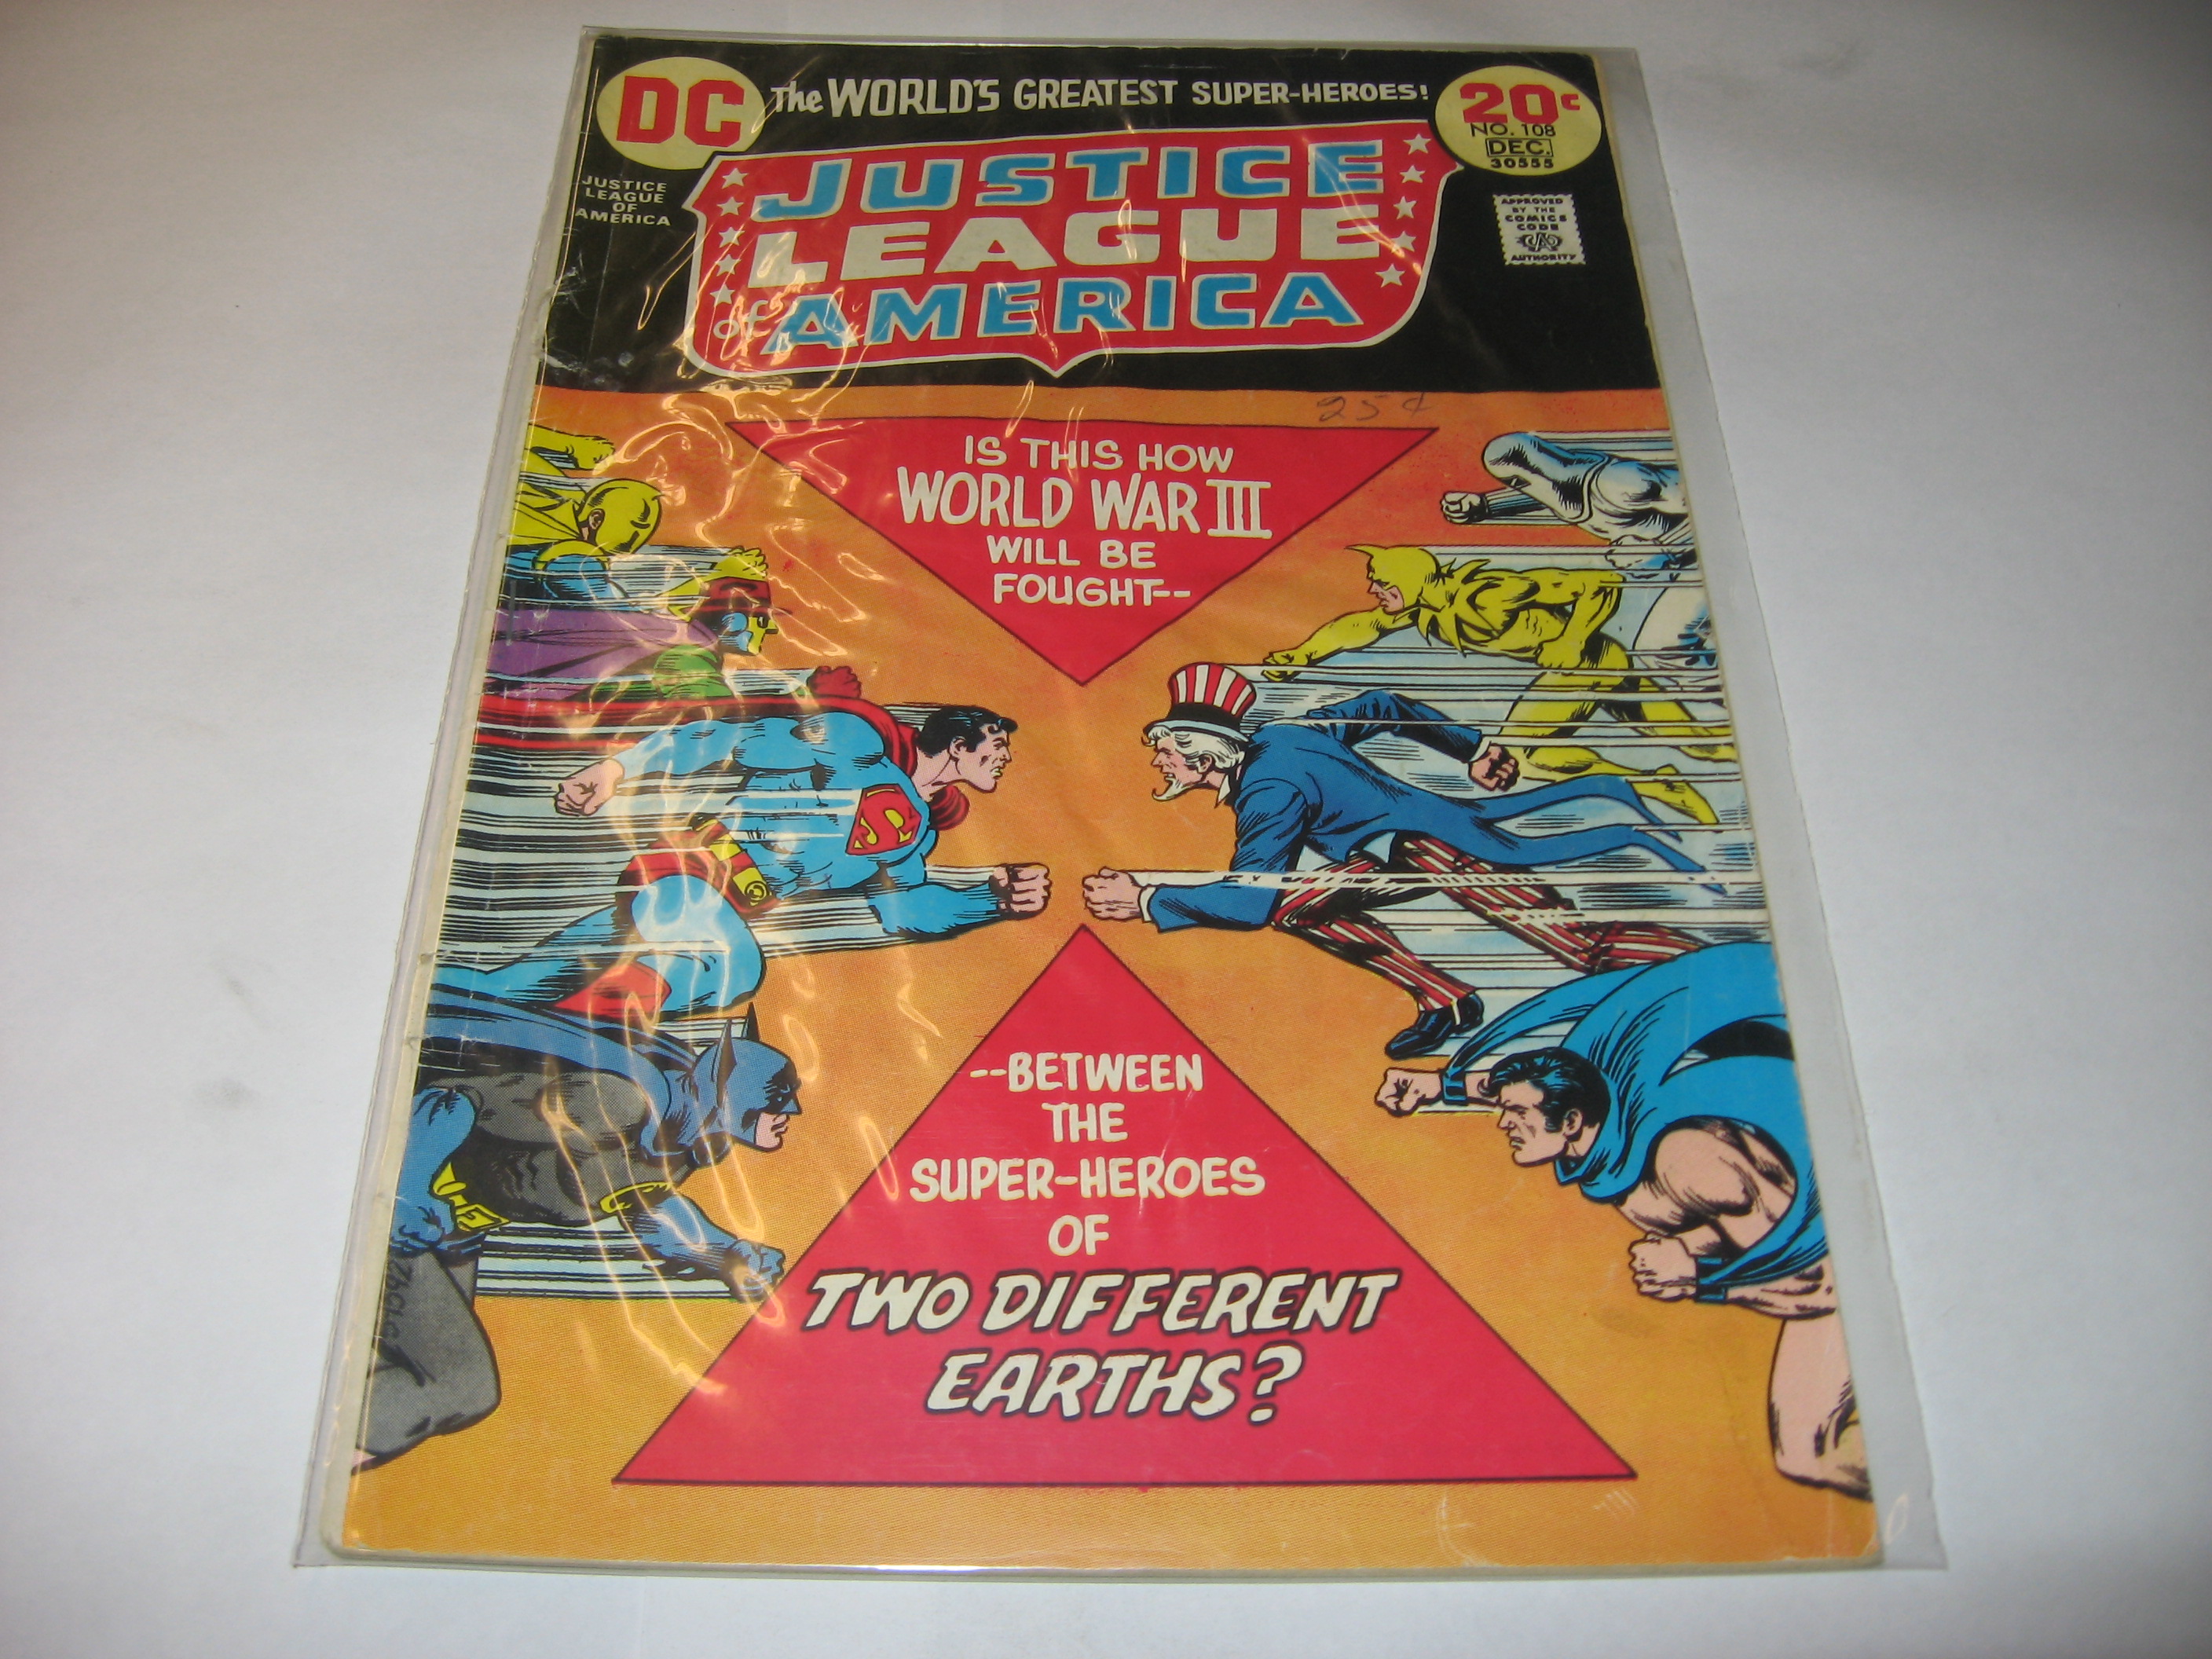 DC
The WORLD'S GREATEST SUPER-HEROES!
20¢
NO. 108
DEC.
30555
JUSTICE
LEAGUE
OF
AMERICA
JUSTICE
LEAGUE
of AMERICA
APPROVED
BY THE
COMICS
CODE
CA
AUTHORITY
25¢
IS THIS HOW
WORLD WAR III
WILL BE
FOUGHT--
--BETWEEN
THE
SUPER-HEROES
OF
TWO DIFFERENT
EARTHS?